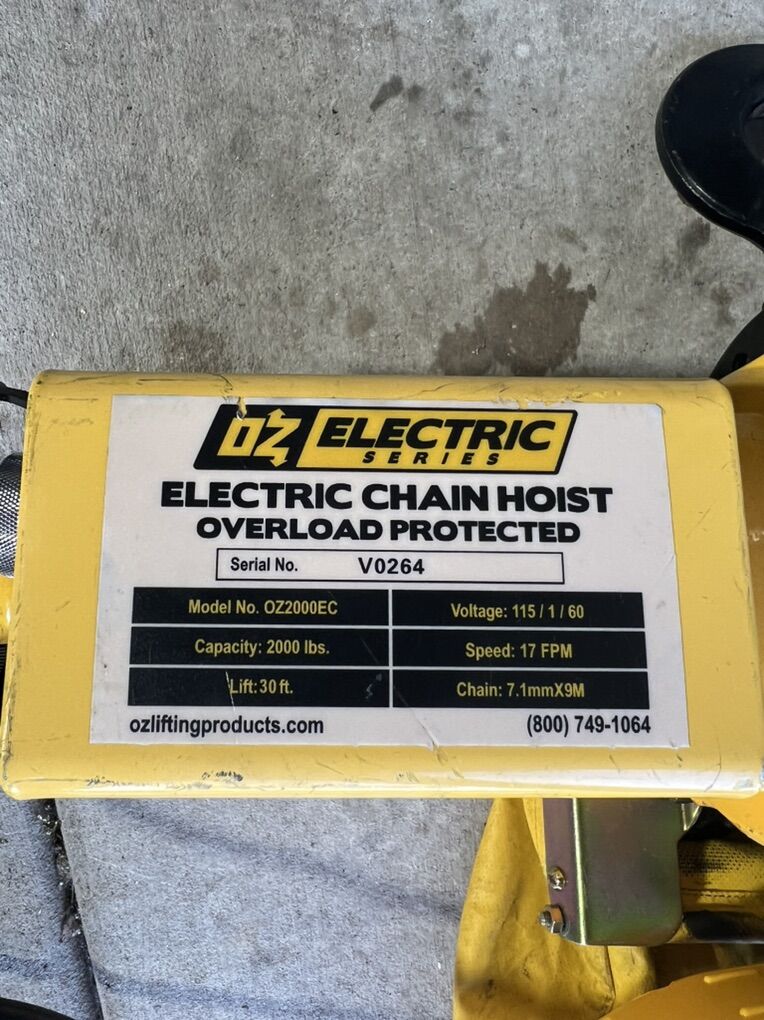 OZ ELECTRIC
SERIES
ELECTRIC CHAIN HOIST
OVERLOAD PROTECTED
Serial No. V0264
Model No. OZ2000EC Voltage: 115 / 1 / 60
Capacity: 2000 lbs. Speed: 17 FPM
Lift: 30 ft. Chain: 7.1mmX9M
ozliftingproducts.com (800) 749-1064